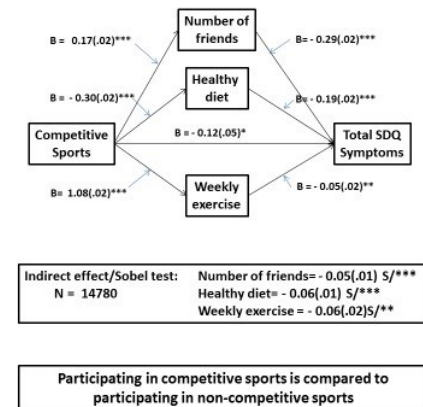 Number of
friends
B = 0.17(.02)***
B= - 0.29(.02)***
Healthy
diet
B = - 0.30(.02)***
B= - 0.19(.02)***
Competitive
Sports
B = - 0.12(.05)*
Total SDQ
Symptoms
B= 1.08(.02)***
Weekly
exercise
B = - 0.05(.02)**
Indirect effect/Sobel test: Number of friends= - 0.05(.01) S/***
N = 14780 Healthy diet= - 0.06(.01) S/***
Weekly exercise = - 0.06(.02)S/**
Participating in competitive sports is compared to
participating in non-competitive sports